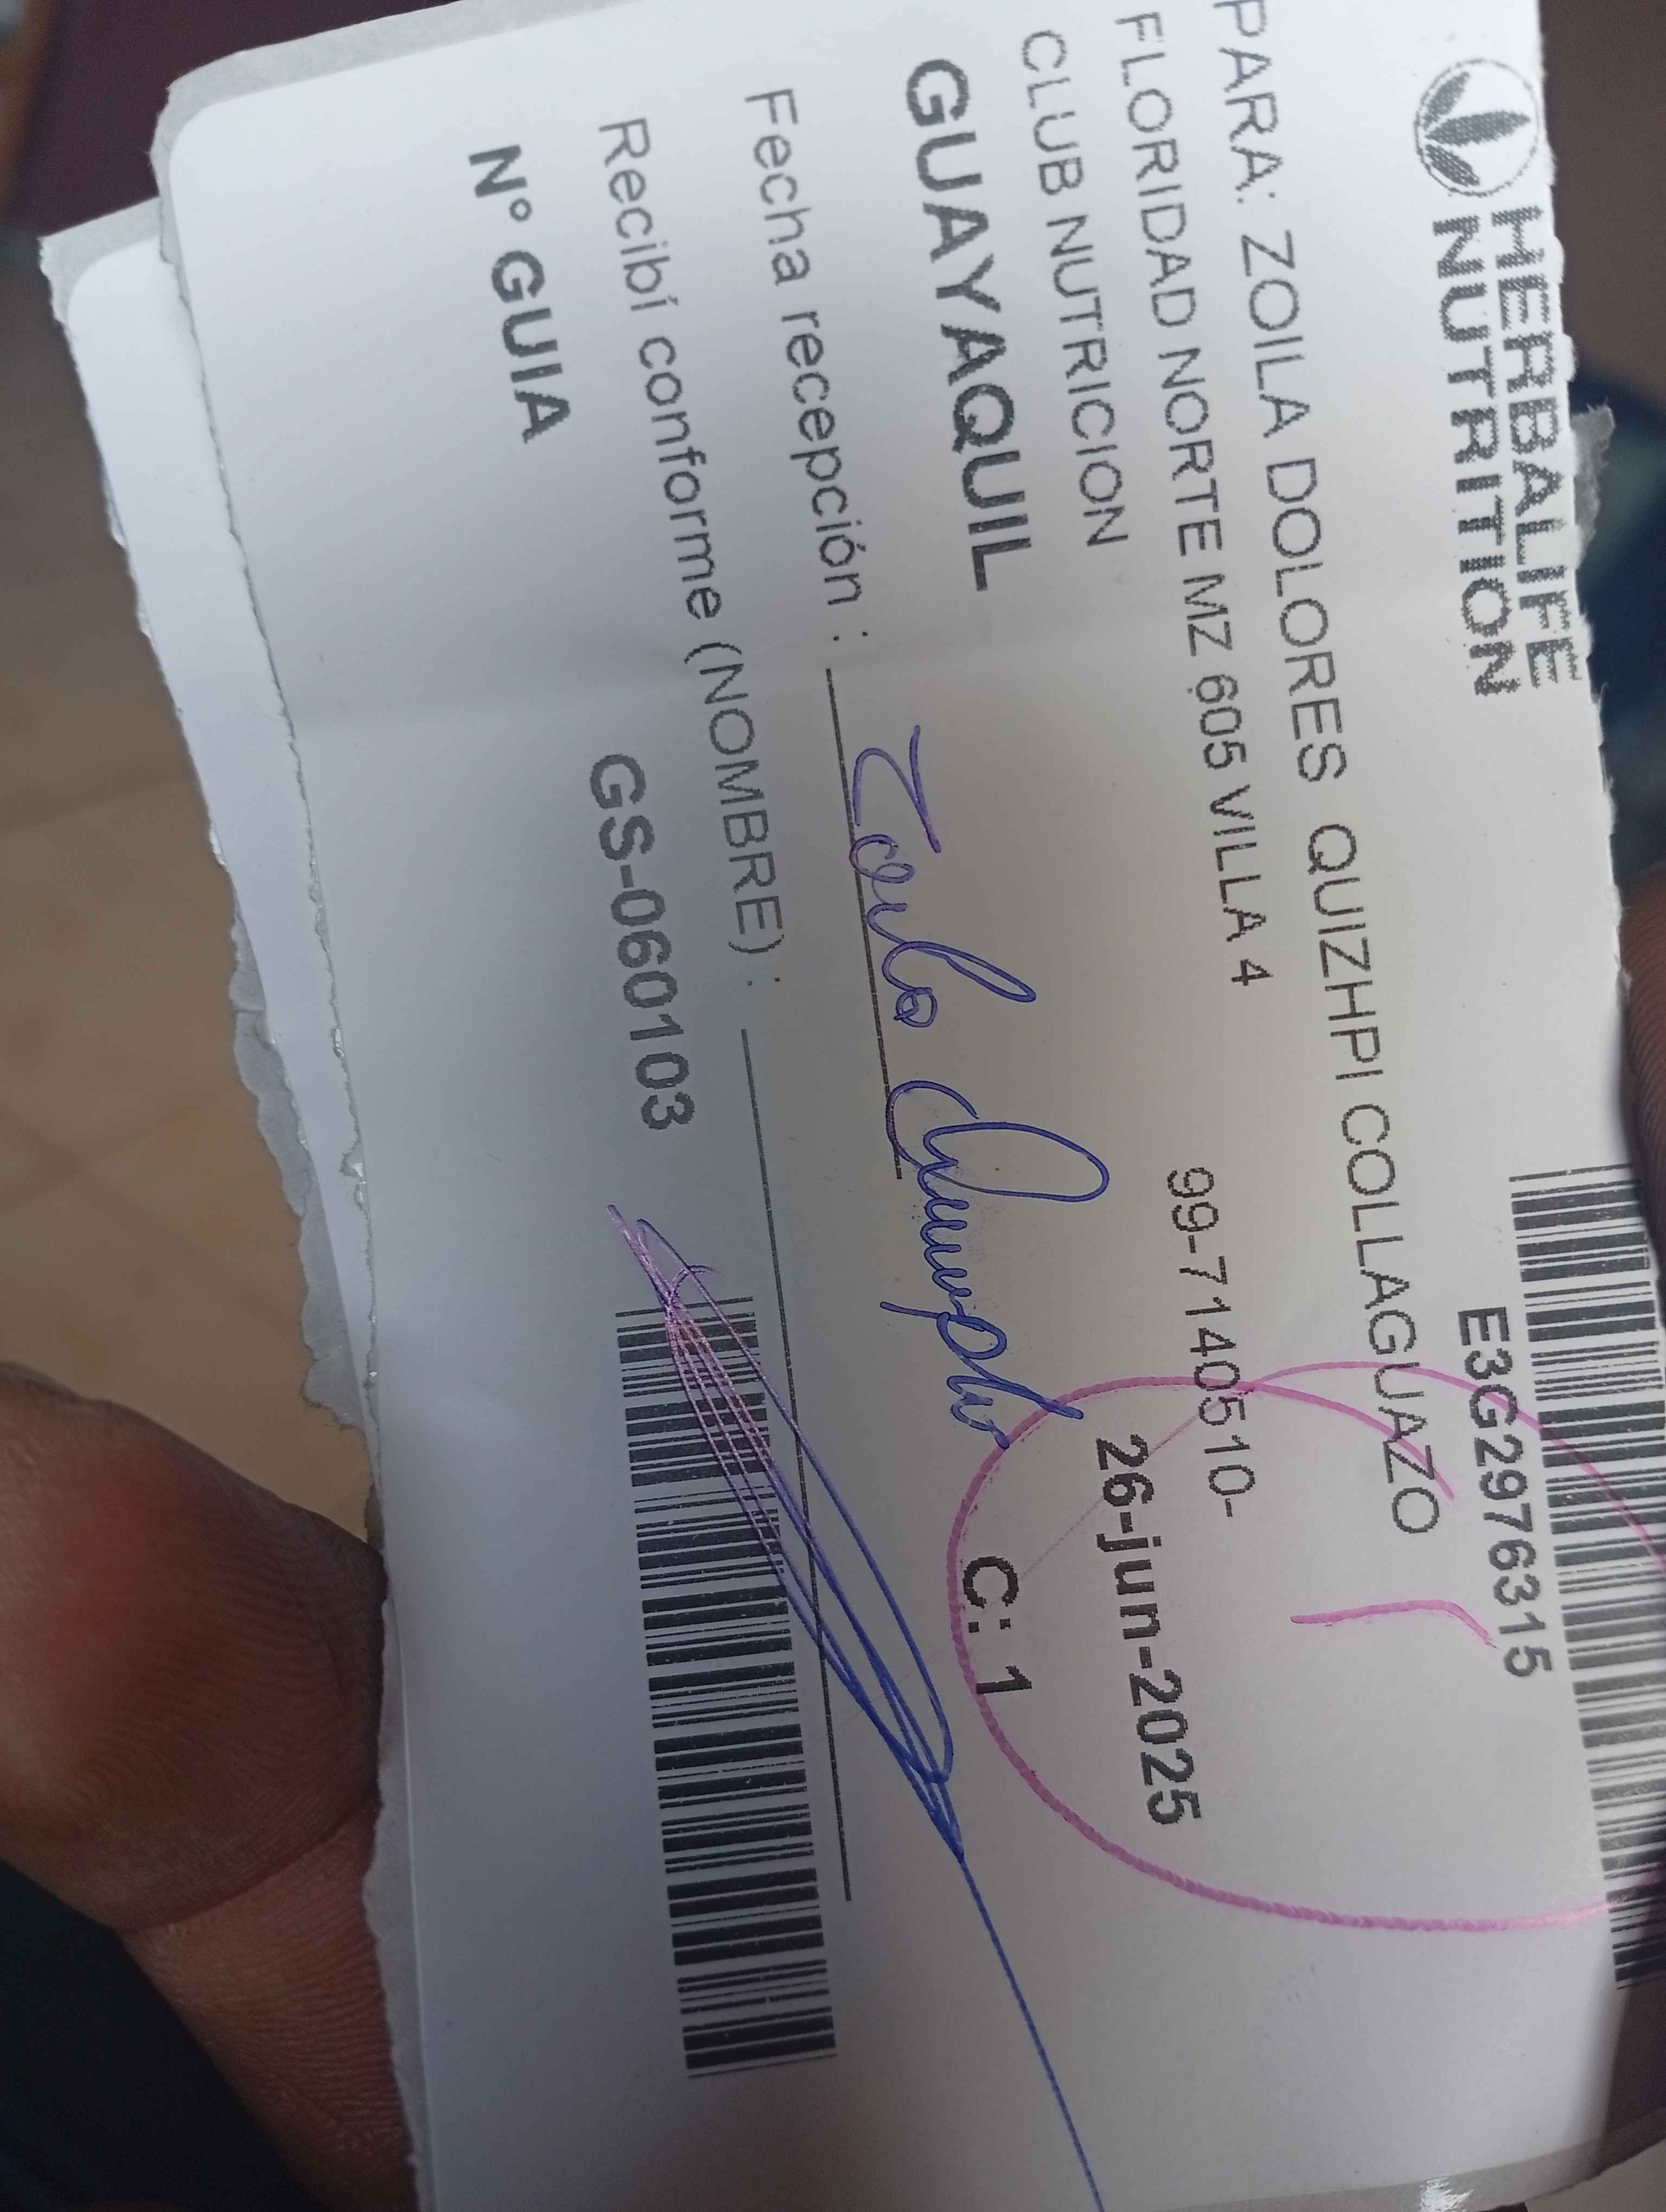 HERBALIFE
NUTRITION
E3G2976315
PARA: ZOILA DOLORES QUIZHPI COLLAGUAZO
FLORIDAD NORTE MZ 605 VILLA 4 99-7140510-
CLUB NUTRICION 26-jun-2025
GUAYAQUIL C: 1
Fecha recepción :
Recibí conforme (NOMBRE) :
N° GUIA GS-060103